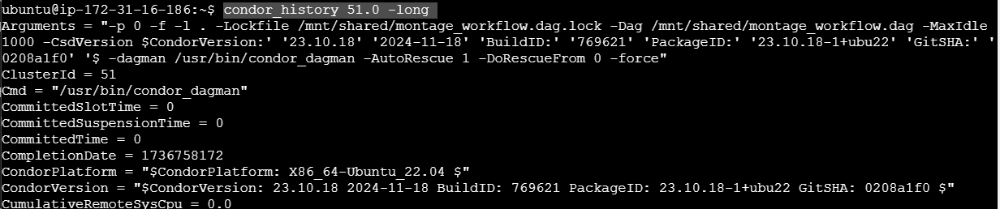 ubuntu@ip-172-31-16-186:~$ condor_history 51.0 -long
Arguments = "-p 0 -f -l . -Lockfile /mnt/shared/montage_workflow.dag.lock -Dag /mnt/shared/montage_workflow.dag -MaxIdle
1000 -CsdVersion $CondorVersion:' '23.10.18' '2024-11-18' 'BuildID:' '769621' 'PackageID:' '23.10.18-1+ubu22' 'GitSHA:' '
0208a1f0' '$ -dagman /usr/bin/condor_dagman -AutoRescue 1 -DoRescueFrom 0 -force"
ClusterId = 51
Cmd = "/usr/bin/condor_dagman"
CommittedSlotTime = 0
CommittedSuspensionTime = 0
CommittedTime = 0
CompletionDate = 1736758172
CondorPlatform = "$CondorPlatform: X86_64-Ubuntu_22.04 $"
CondorVersion = "$CondorVersion: 23.10.18 2024-11-18 BuildID: 769621 PackageID: 23.10.18-1+ubu22 GitSHA: 0208a1f0 $"
CumulativeRemoteSysCpu = 0.0